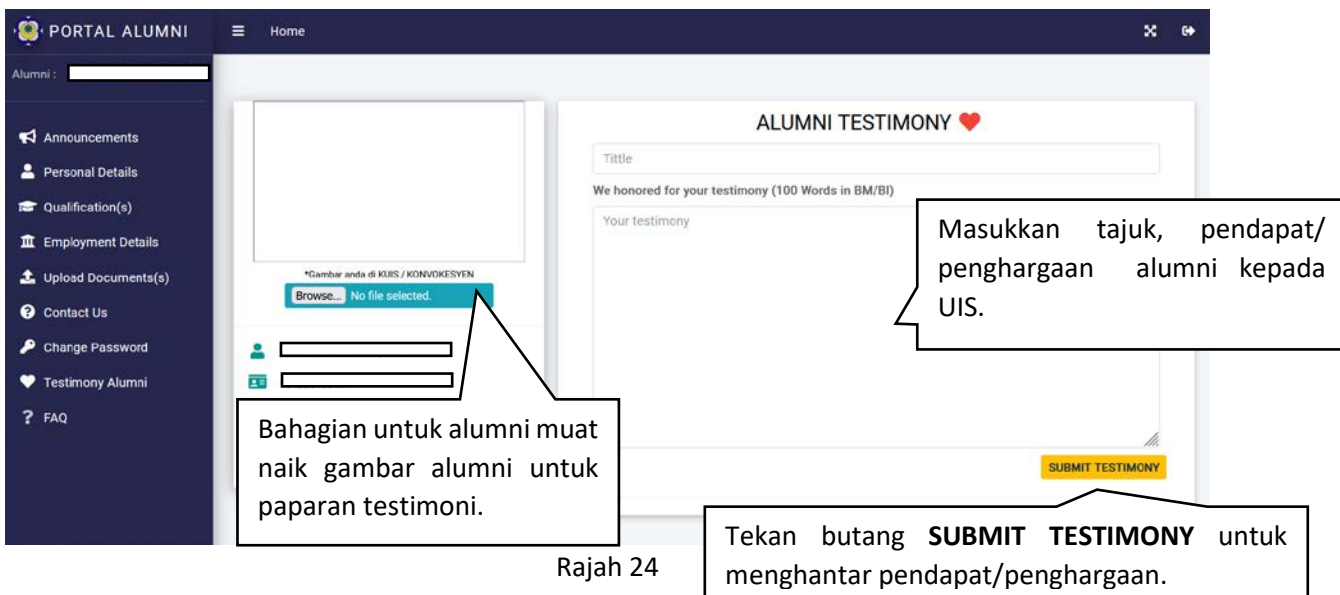 PORTAL ALUMNI
Home
Alumni :
Announcements
Personal Details
Qualification(s)
Employment Details
Upload Documents(s)
Contact Us
Change Password
Testimony Alumni
FAQ
*Gambar anda di KUIS / KONVOKESYEN
Browse... No file selected.
Bahagian untuk alumni muat
naik gambar alumni untuk
paparan testimoni.
ALUMNI TESTIMONY ❤
Tittle
We honored for your testimony (100 Words in BM/BI)
Your testimony
Masukkan tajuk, pendapat/
penghargaan alumni kepada
UIS.
SUBMIT TESTIMONY
Tekan butang SUBMIT TESTIMONY untuk
menghantar pendapat/penghargaan.
Rajah 24